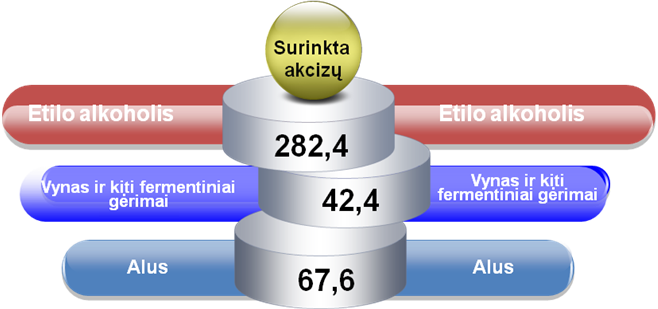 Surinkta
akcizų
Etilo alkoholis
282,4
Etilo alkoholis
Vynas ir kiti fermentiniai
gėrimai
42,4
Vynas ir kiti
fermentiniai gėrimai
Alus
67,6
Alus